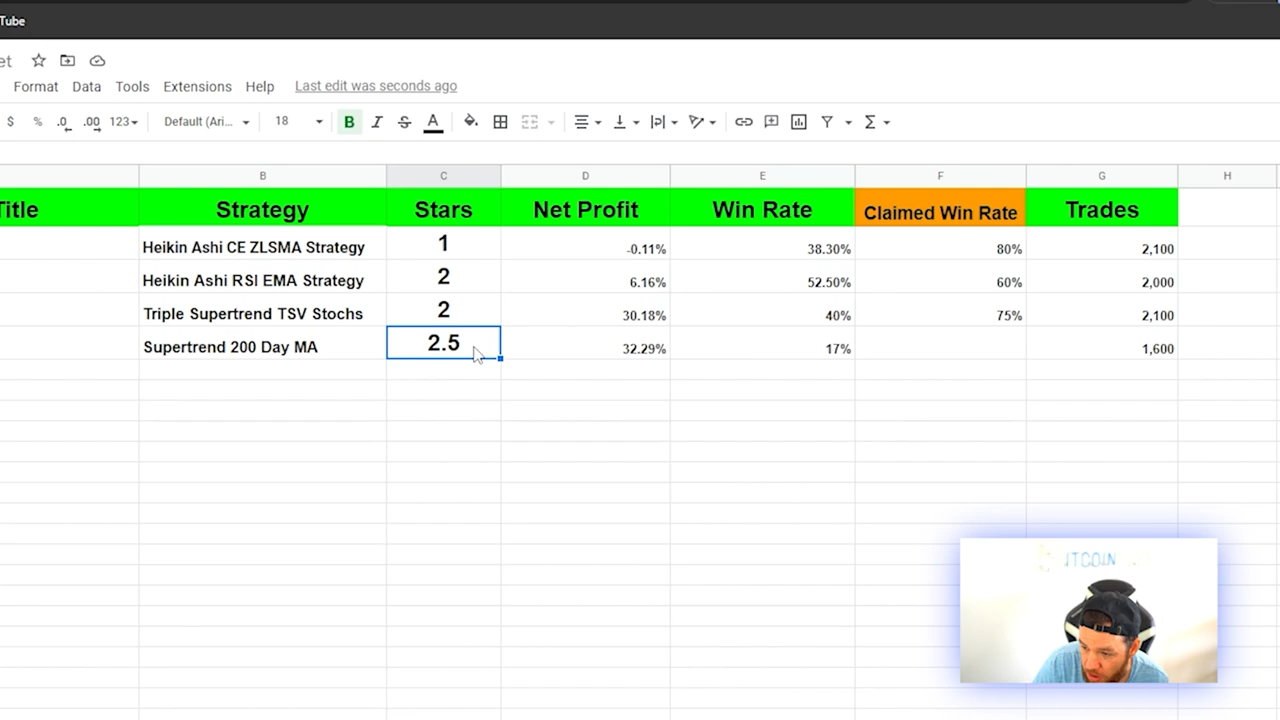 Tube
et
Format Data Tools Extensions Help Last edit was seconds ago
$ % .0 .00 123 Default (Ari... 18 B I S A
B C D E F G H
Title Strategy Stars Net Profit Win Rate Claimed Win Rate Trades
Heikin Ashi CE ZLSMA Strategy 1 -0.11% 38.30% 80% 2,100
Heikin Ashi RSI EMA Strategy 2 6.16% 52.50% 60% 2,000
Triple Supertrend TSV Stochs 2 30.18% 40% 75% 2,100
Supertrend 200 Day MA 2.5 32.29% 17% 1,600
ITCOIN